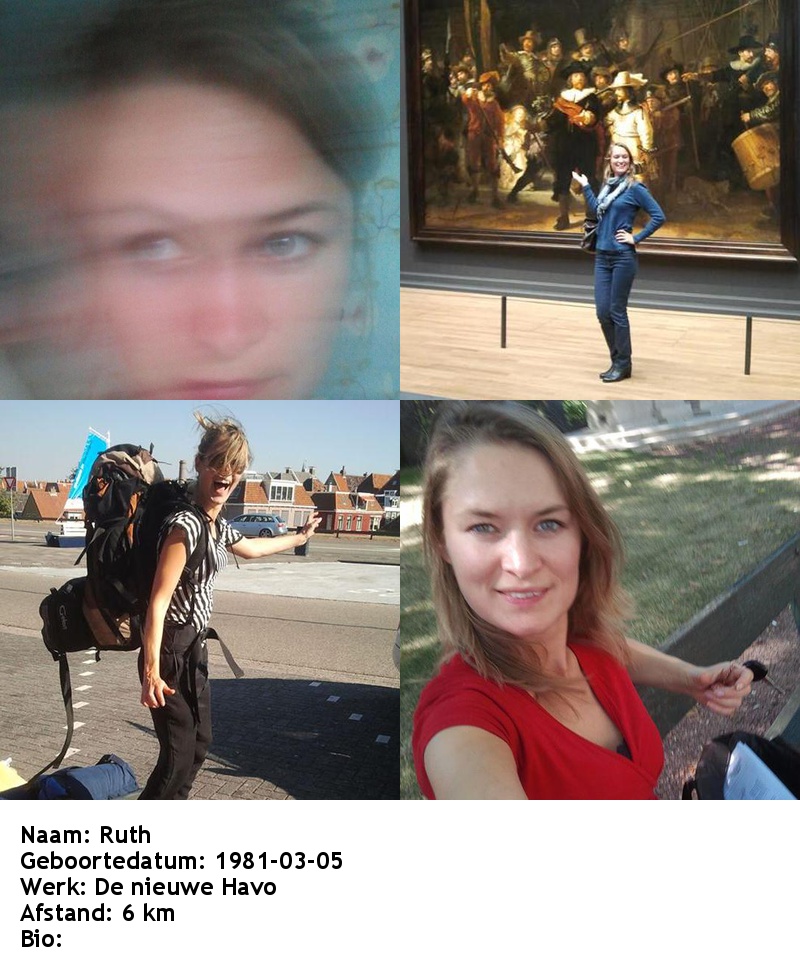 Naam: Ruth
Geboortedatum: 1981-03-05
Werk: De nieuwe Havo
Afstand: 6 km
Bio: